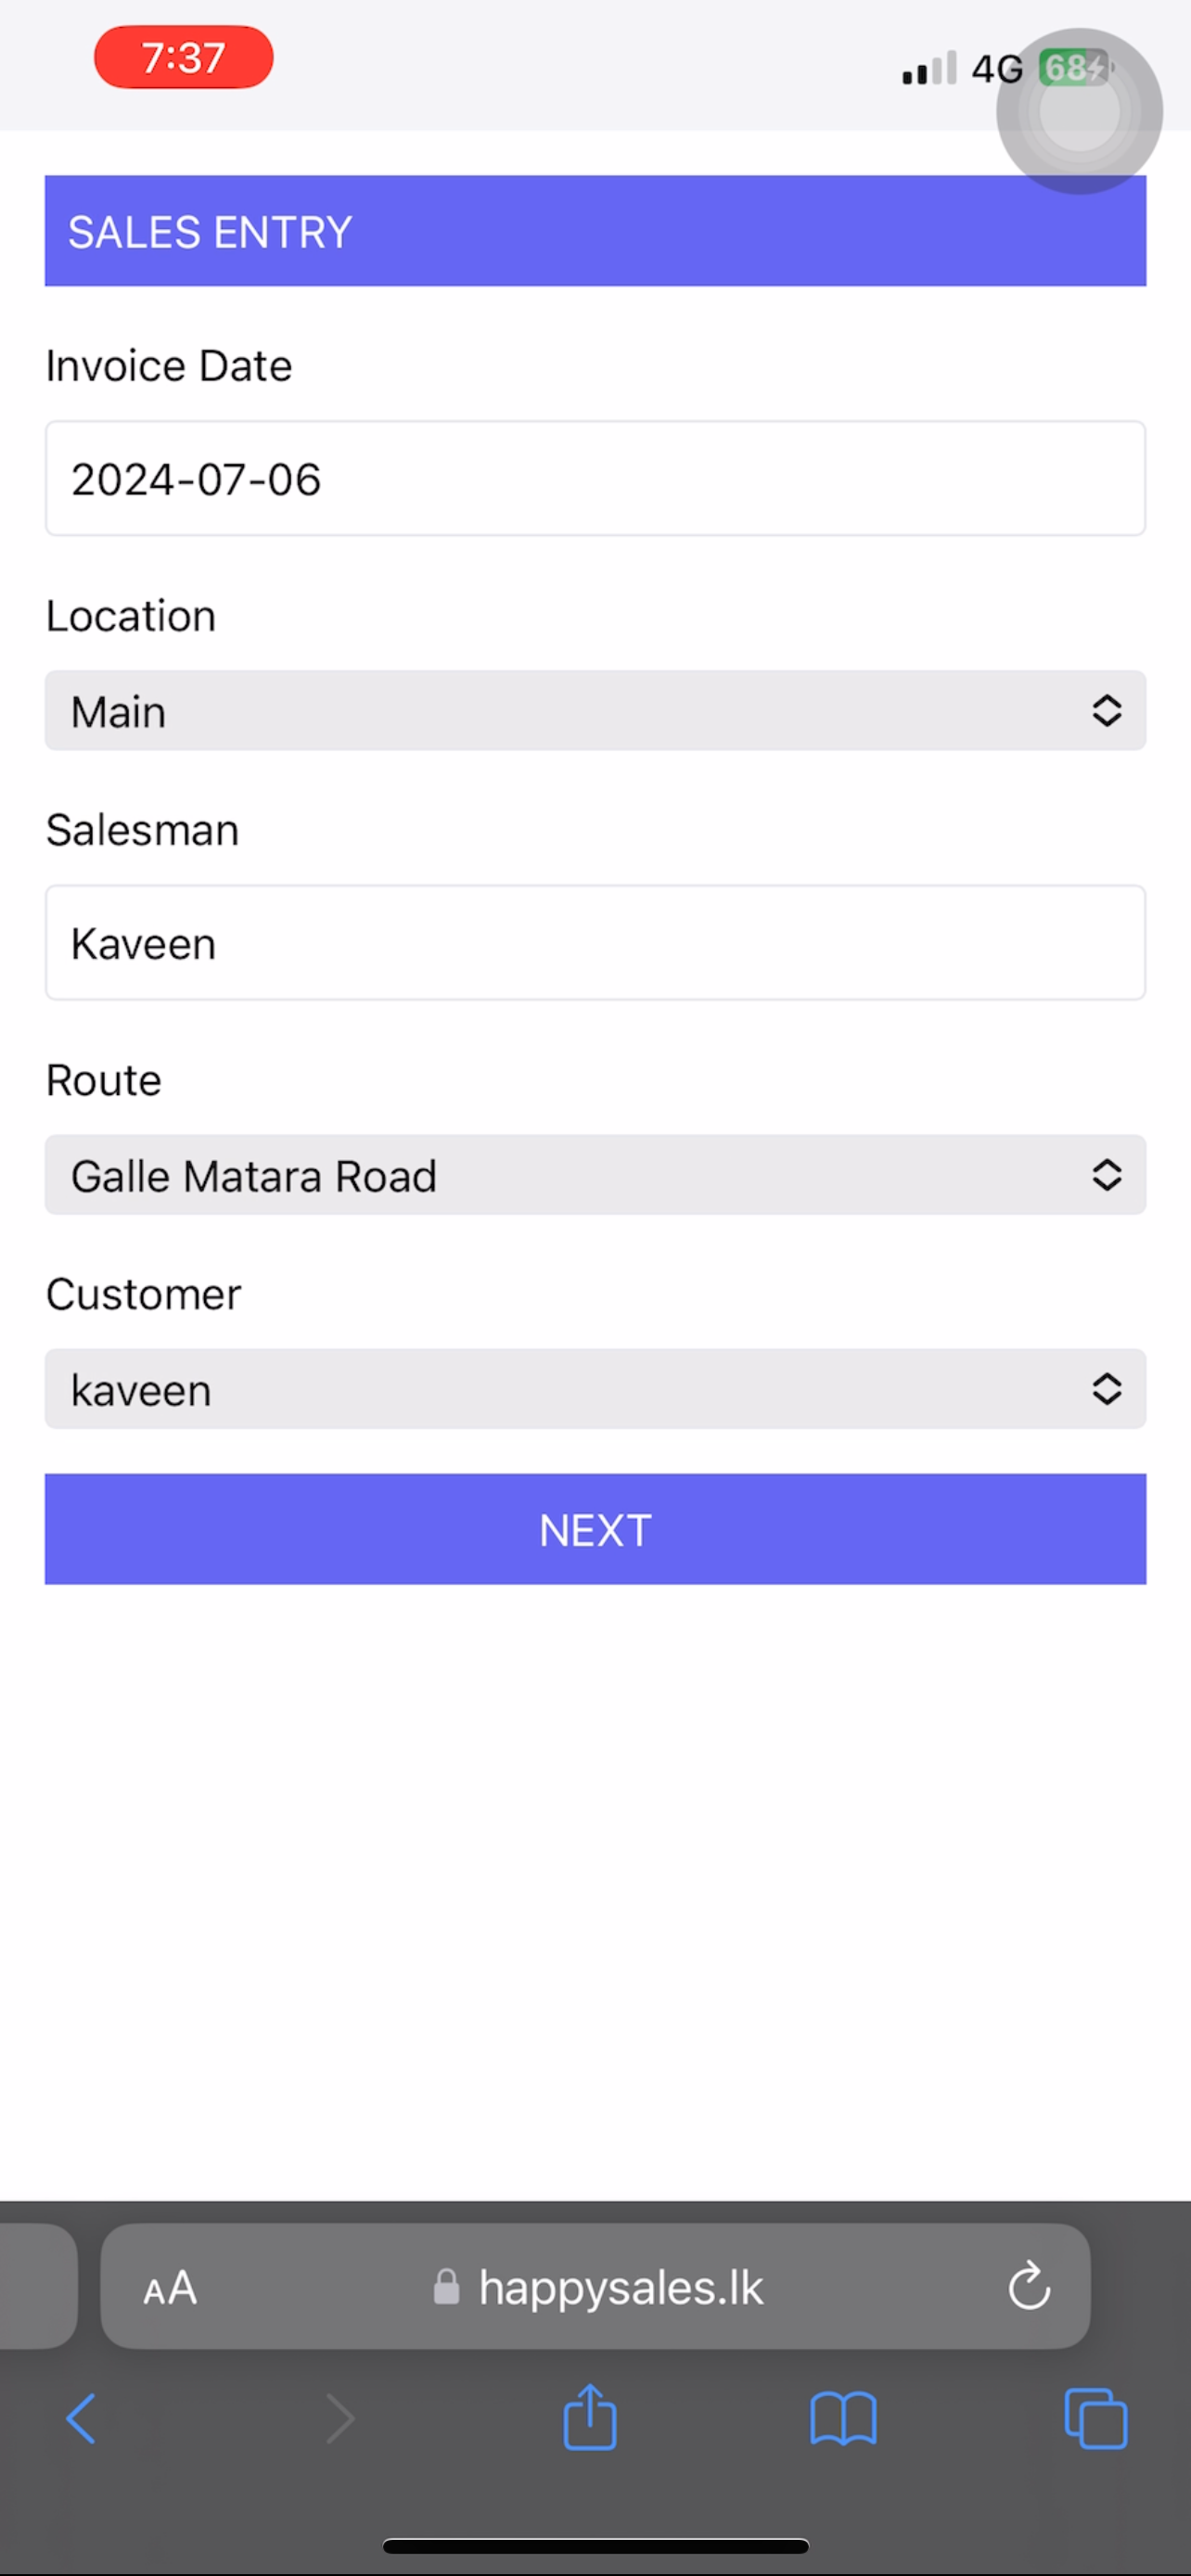 7:37
4G 68
SALES ENTRY
Invoice Date
2024-07-06
Location
Main
Salesman
Kaveen
Route
Galle Matara Road
Customer
kaveen
NEXT
AA happysales.lk